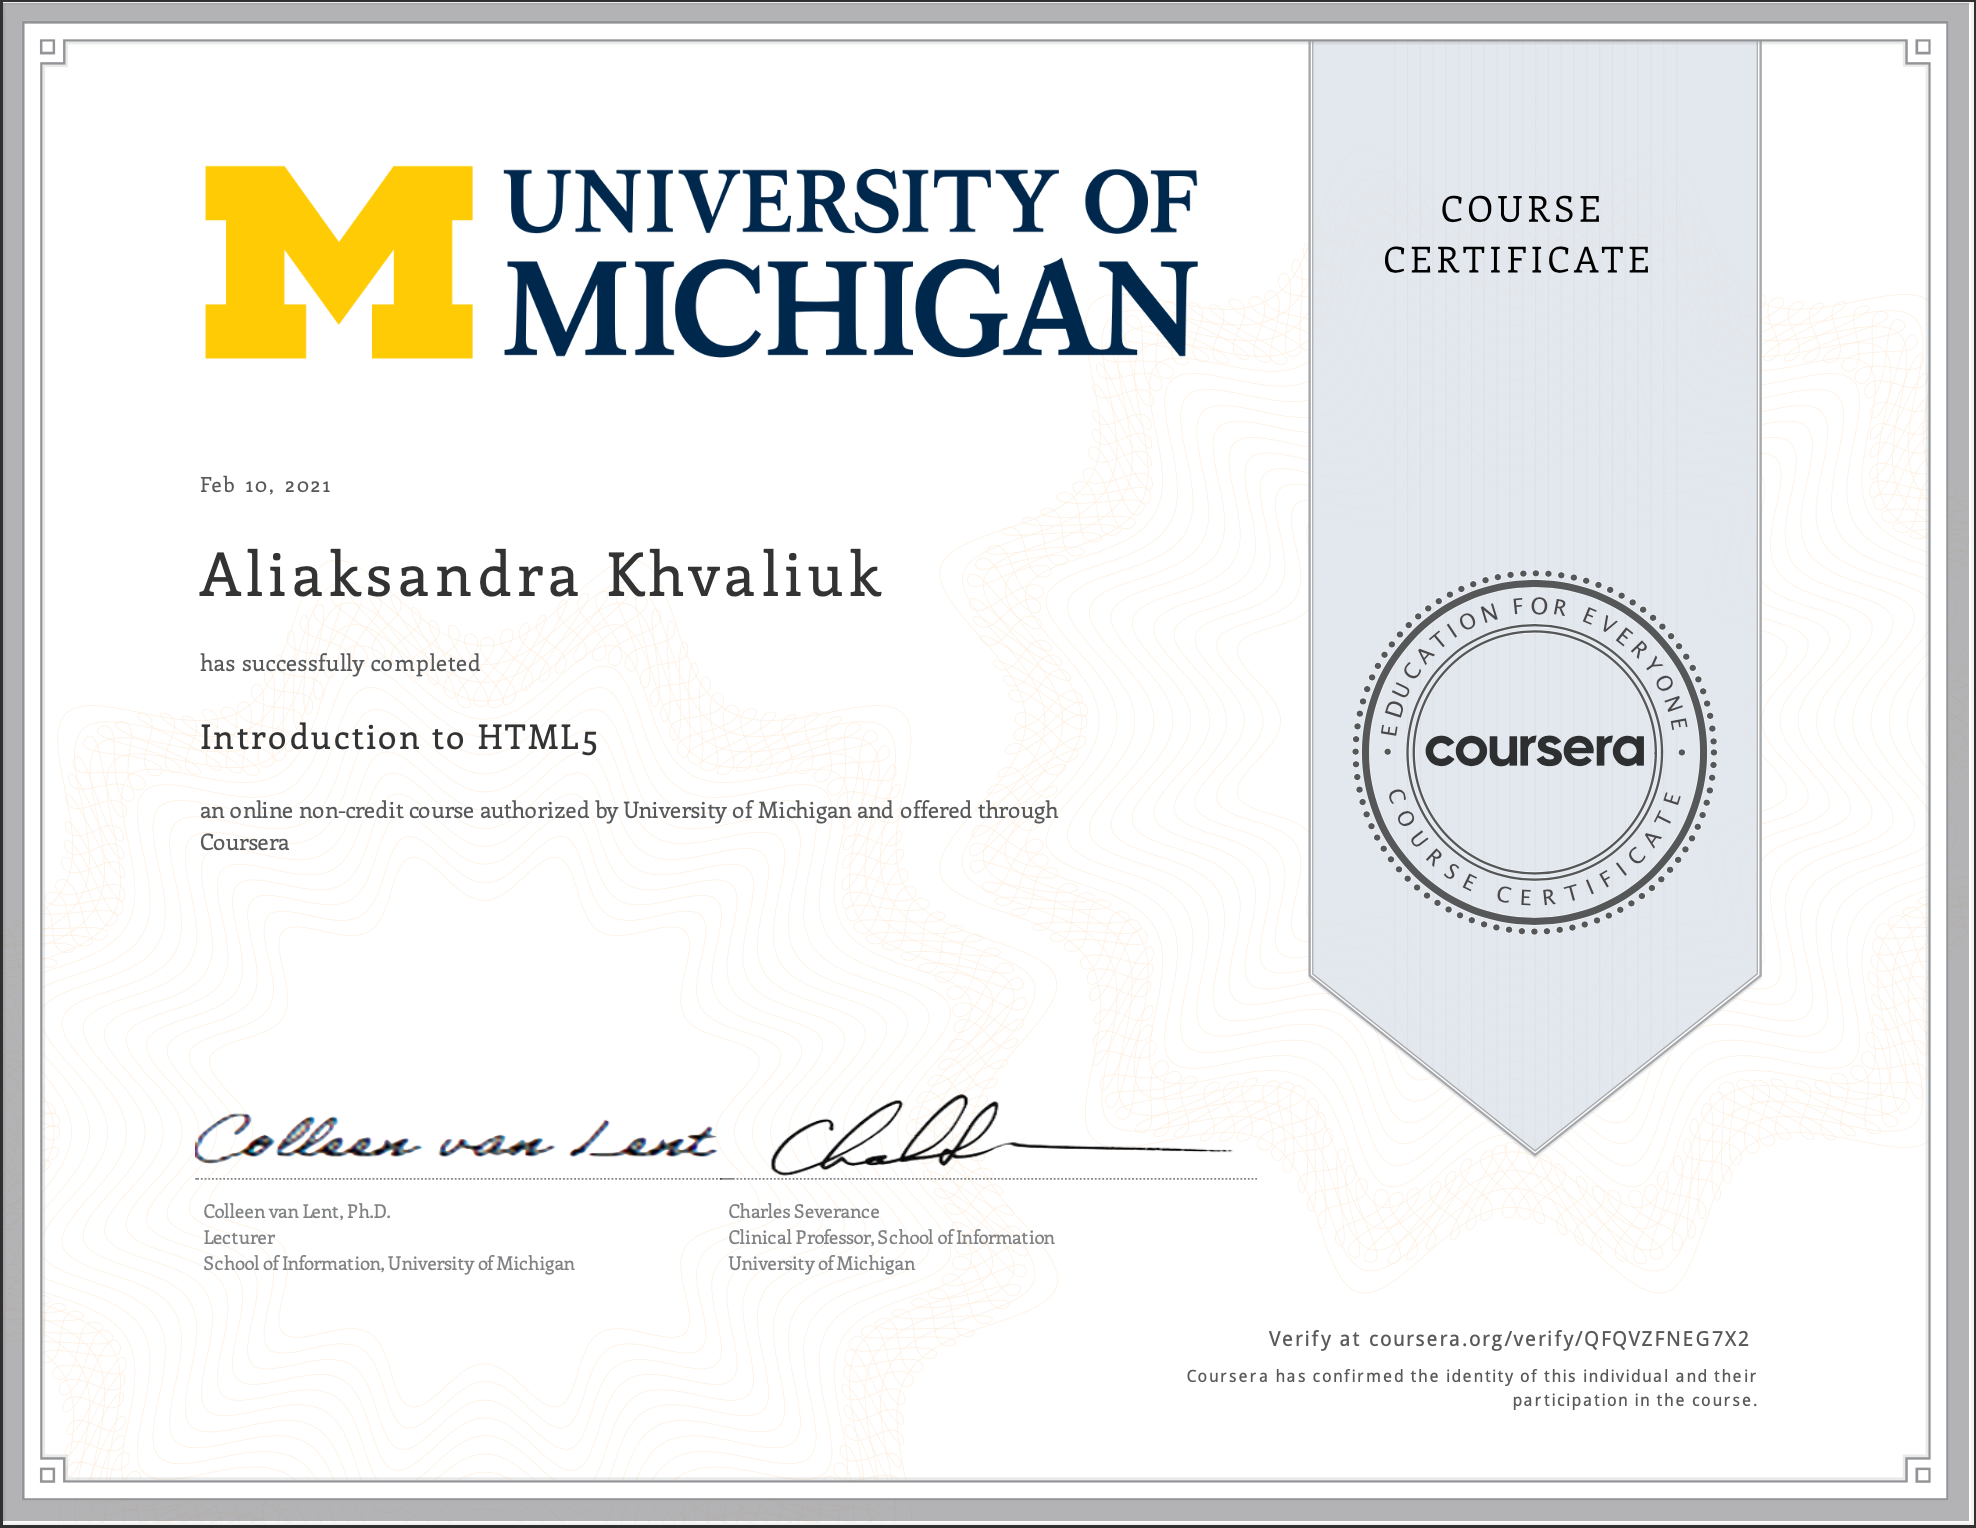 UNIVERSITY OF
MICHIGAN
COURSE
CERTIFICATE
Feb 10, 2021
Aliaksandra Khvaliuk
has successfully completed
Introduction to HTML5
an online non-credit course authorized by University of Michigan and offered through
Coursera
EDUCATION FOR EVERYONE
coursera
COURSE CERTIFICATE
Colleen van Lent
Colleen van Lent, Ph.D.
Lecturer
School of Information, University of Michigan
Charles Severance
Clinical Professor, School of Information
University of Michigan
Verify at coursera.org/verify/QFQVZFNEG7X2
Coursera has confirmed the identity of this individual and their
participation in the course.